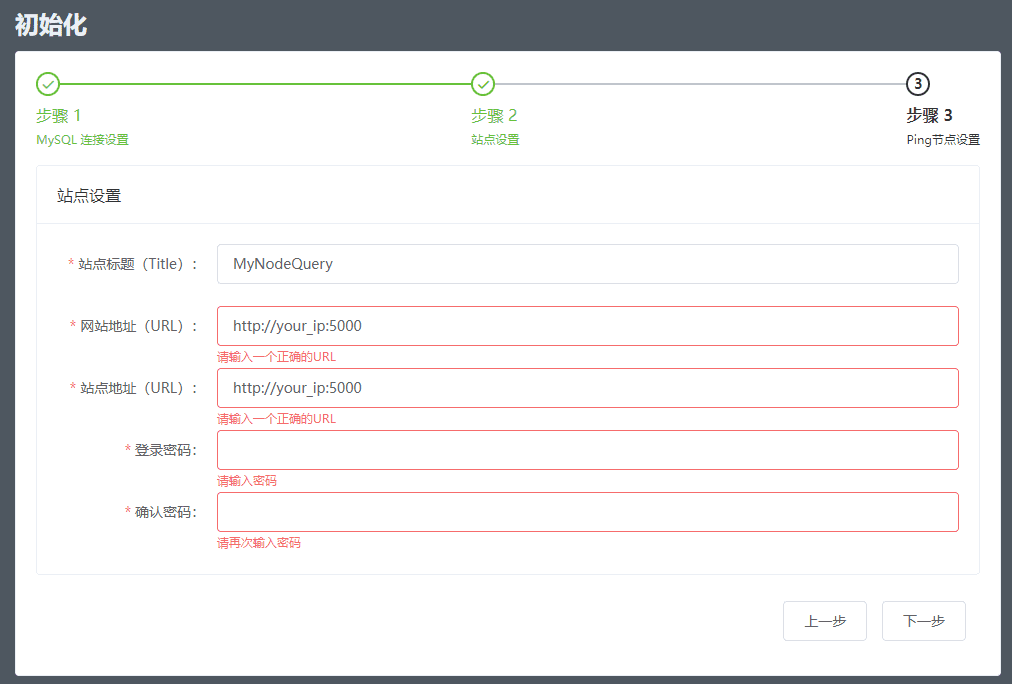 初始化
3
步骤 1
步骤 2
步骤 3
MySQL 连接设置
站点设置
Ping节点设置
站点设置
* 站点标题（Title）:
MyNodeQuery
* 网站地址（URL）:
http://your_ip:5000
请输入一个正确的URL
* 站点地址（URL）:
http://your_ip:5000
请输入一个正确的URL
* 登录密码:
请输入密码
* 确认密码:
请再次输入密码
上一步
下一步